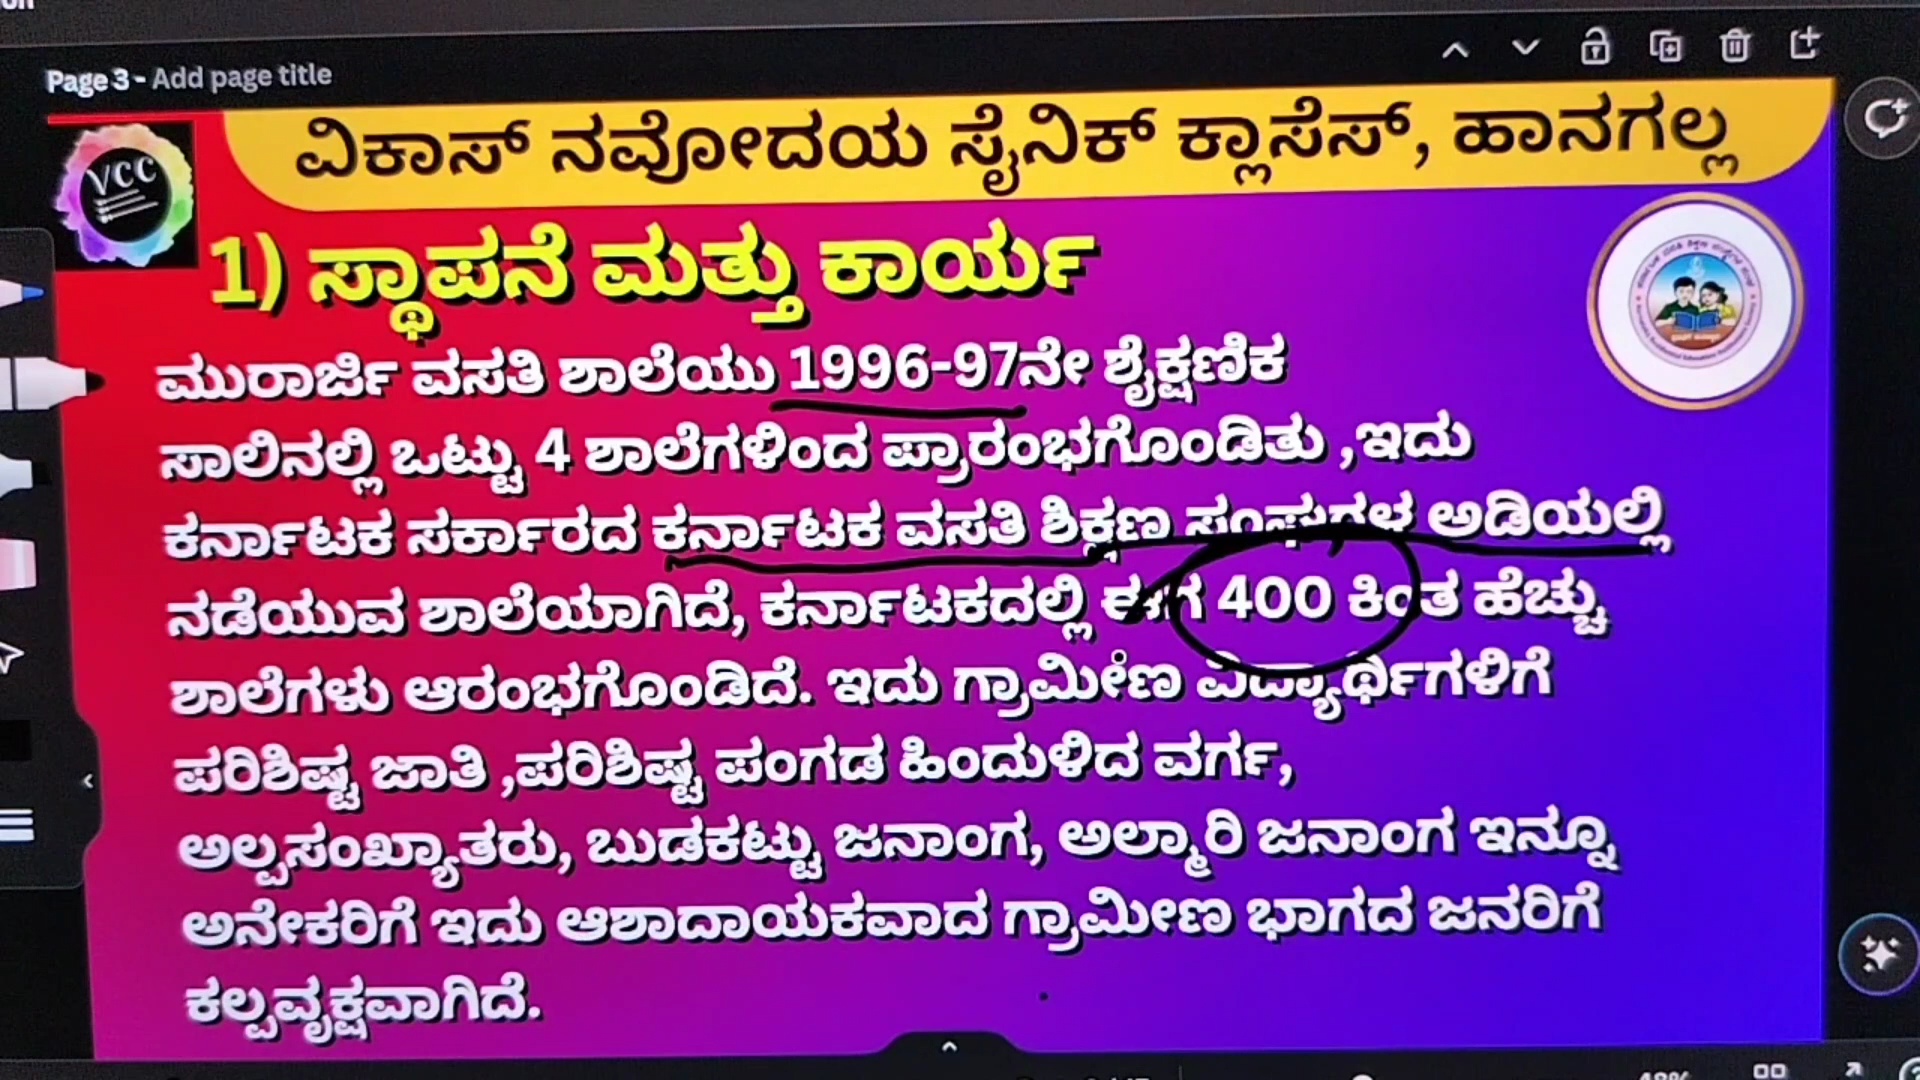 Page 3 - Add page title
ವಿಕಾಸ್ ನವೋದಯ ಸೈನಿಕ್ ಕ್ಲಾಸೆಸ್, ಹಾನಗಲ್ಲ
VCC
1) ಸ್ಥಾಪನೆ ಮತ್ತು ಕಾರ್ಯ
ಮುರಾರ್ಜಿ ವಸತಿ ಶಾಲೆಯು 1996-97ನೇ ಶೈಕ್ಷಣಿಕ
ಸಾಲಿನಲ್ಲಿ ಒಟ್ಟು 4 ಶಾಲೆಗಳಿಂದ ಪ್ರಾರಂಭಗೊಂಡಿತು ,ಇದು
ಕರ್ನಾಟಕ ಸರ್ಕಾರದ ಕರ್ನಾಟಕ ವಸತಿ ಶಿಕ್ಷಣ ಸಂಘಗಳ ಅಡಿಯಲ್ಲಿ
ನಡೆಯುವ ಶಾಲೆಯಾಗಿದೆ, ಕರ್ನಾಟಕದಲ್ಲಿ ಈಗ 400 ಕಿಂತ ಹೆಚ್ಚು
ಶಾಲೆಗಳು ಆರಂಭಗೊಂಡಿದೆ. ಇದು ಗ್ರಾಮೀಣ ವಿದ್ಯಾರ್ಥಿಗಳಿಗೆ
ಪರಿಶಿಷ್ಟ ಜಾತಿ ,ಪರಿಶಿಷ್ಟ ಪಂಗಡ ಹಿಂದುಳಿದ ವರ್ಗ,
ಅಲ್ಪಸಂಖ್ಯಾತರು, ಬುಡಕಟ್ಟು ಜನಾಂಗ, ಅಲ್ಮಾರಿ ಜನಾಂಗ ಇನ್ನೂ
ಅನೇಕರಿಗೆ ಇದು ಆಶಾದಾಯಕವಾದ ಗ್ರಾಮೀಣ ಭಾಗದ ಜನರಿಗೆ
ಕಲ್ಪವೃಕ್ಷವಾಗಿದೆ.